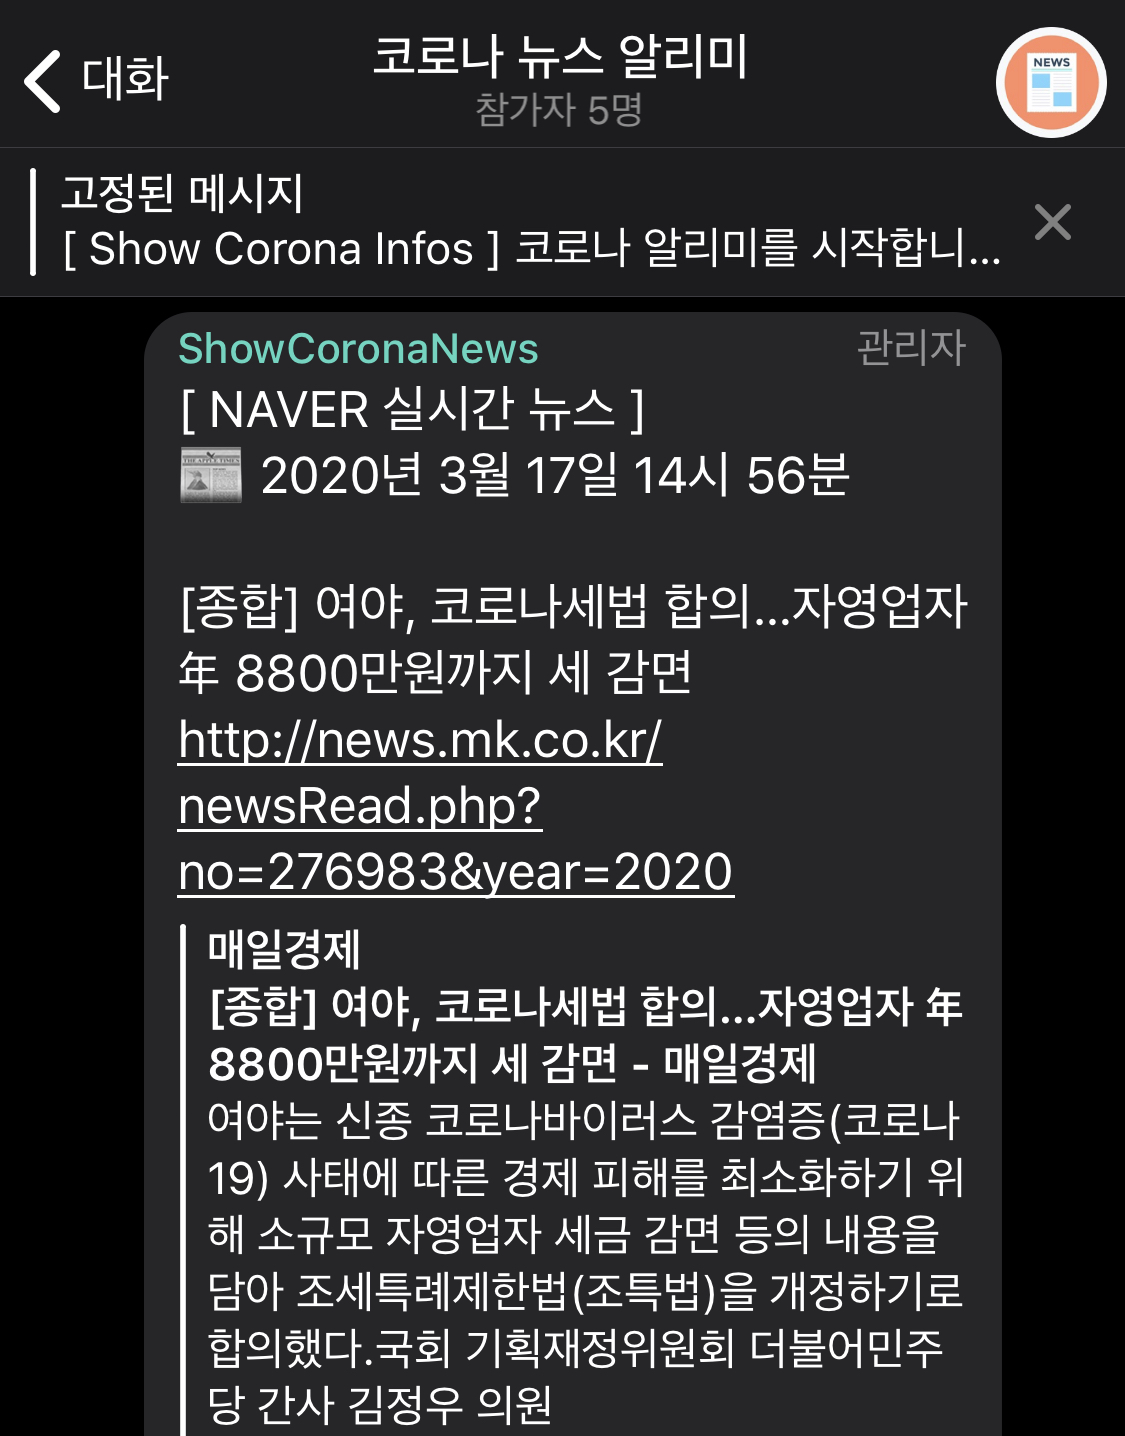 대화
코로나 뉴스 알리미
참가자 5명
NEWS
고정된 메시지
[ Show Corona Infos ] 코로나 알리미를 시작합니...
ShowCoronaNews 관리자
[ NAVER 실시간 뉴스 ]
2020년 3월 17일 14시 56분
[종합] 여야, 코로나세법 합의...자영업자
年 8800만원까지 세 감면
http://news.mk.co.kr/
newsRead.php?
no=276983&year=2020
매일경제
[종합] 여야, 코로나세법 합의...자영업자 年
8800만원까지 세 감면 - 매일경제
여야는 신종 코로나바이러스 감염증(코로나
19) 사태에 따른 경제 피해를 최소화하기 위
해 소규모 자영업자 세금 감면 등의 내용을
담아 조세특례제한법(조특법)을 개정하기로
합의했다.국회 기획재정위원회 더불어민주
당 간사 김정우 의원